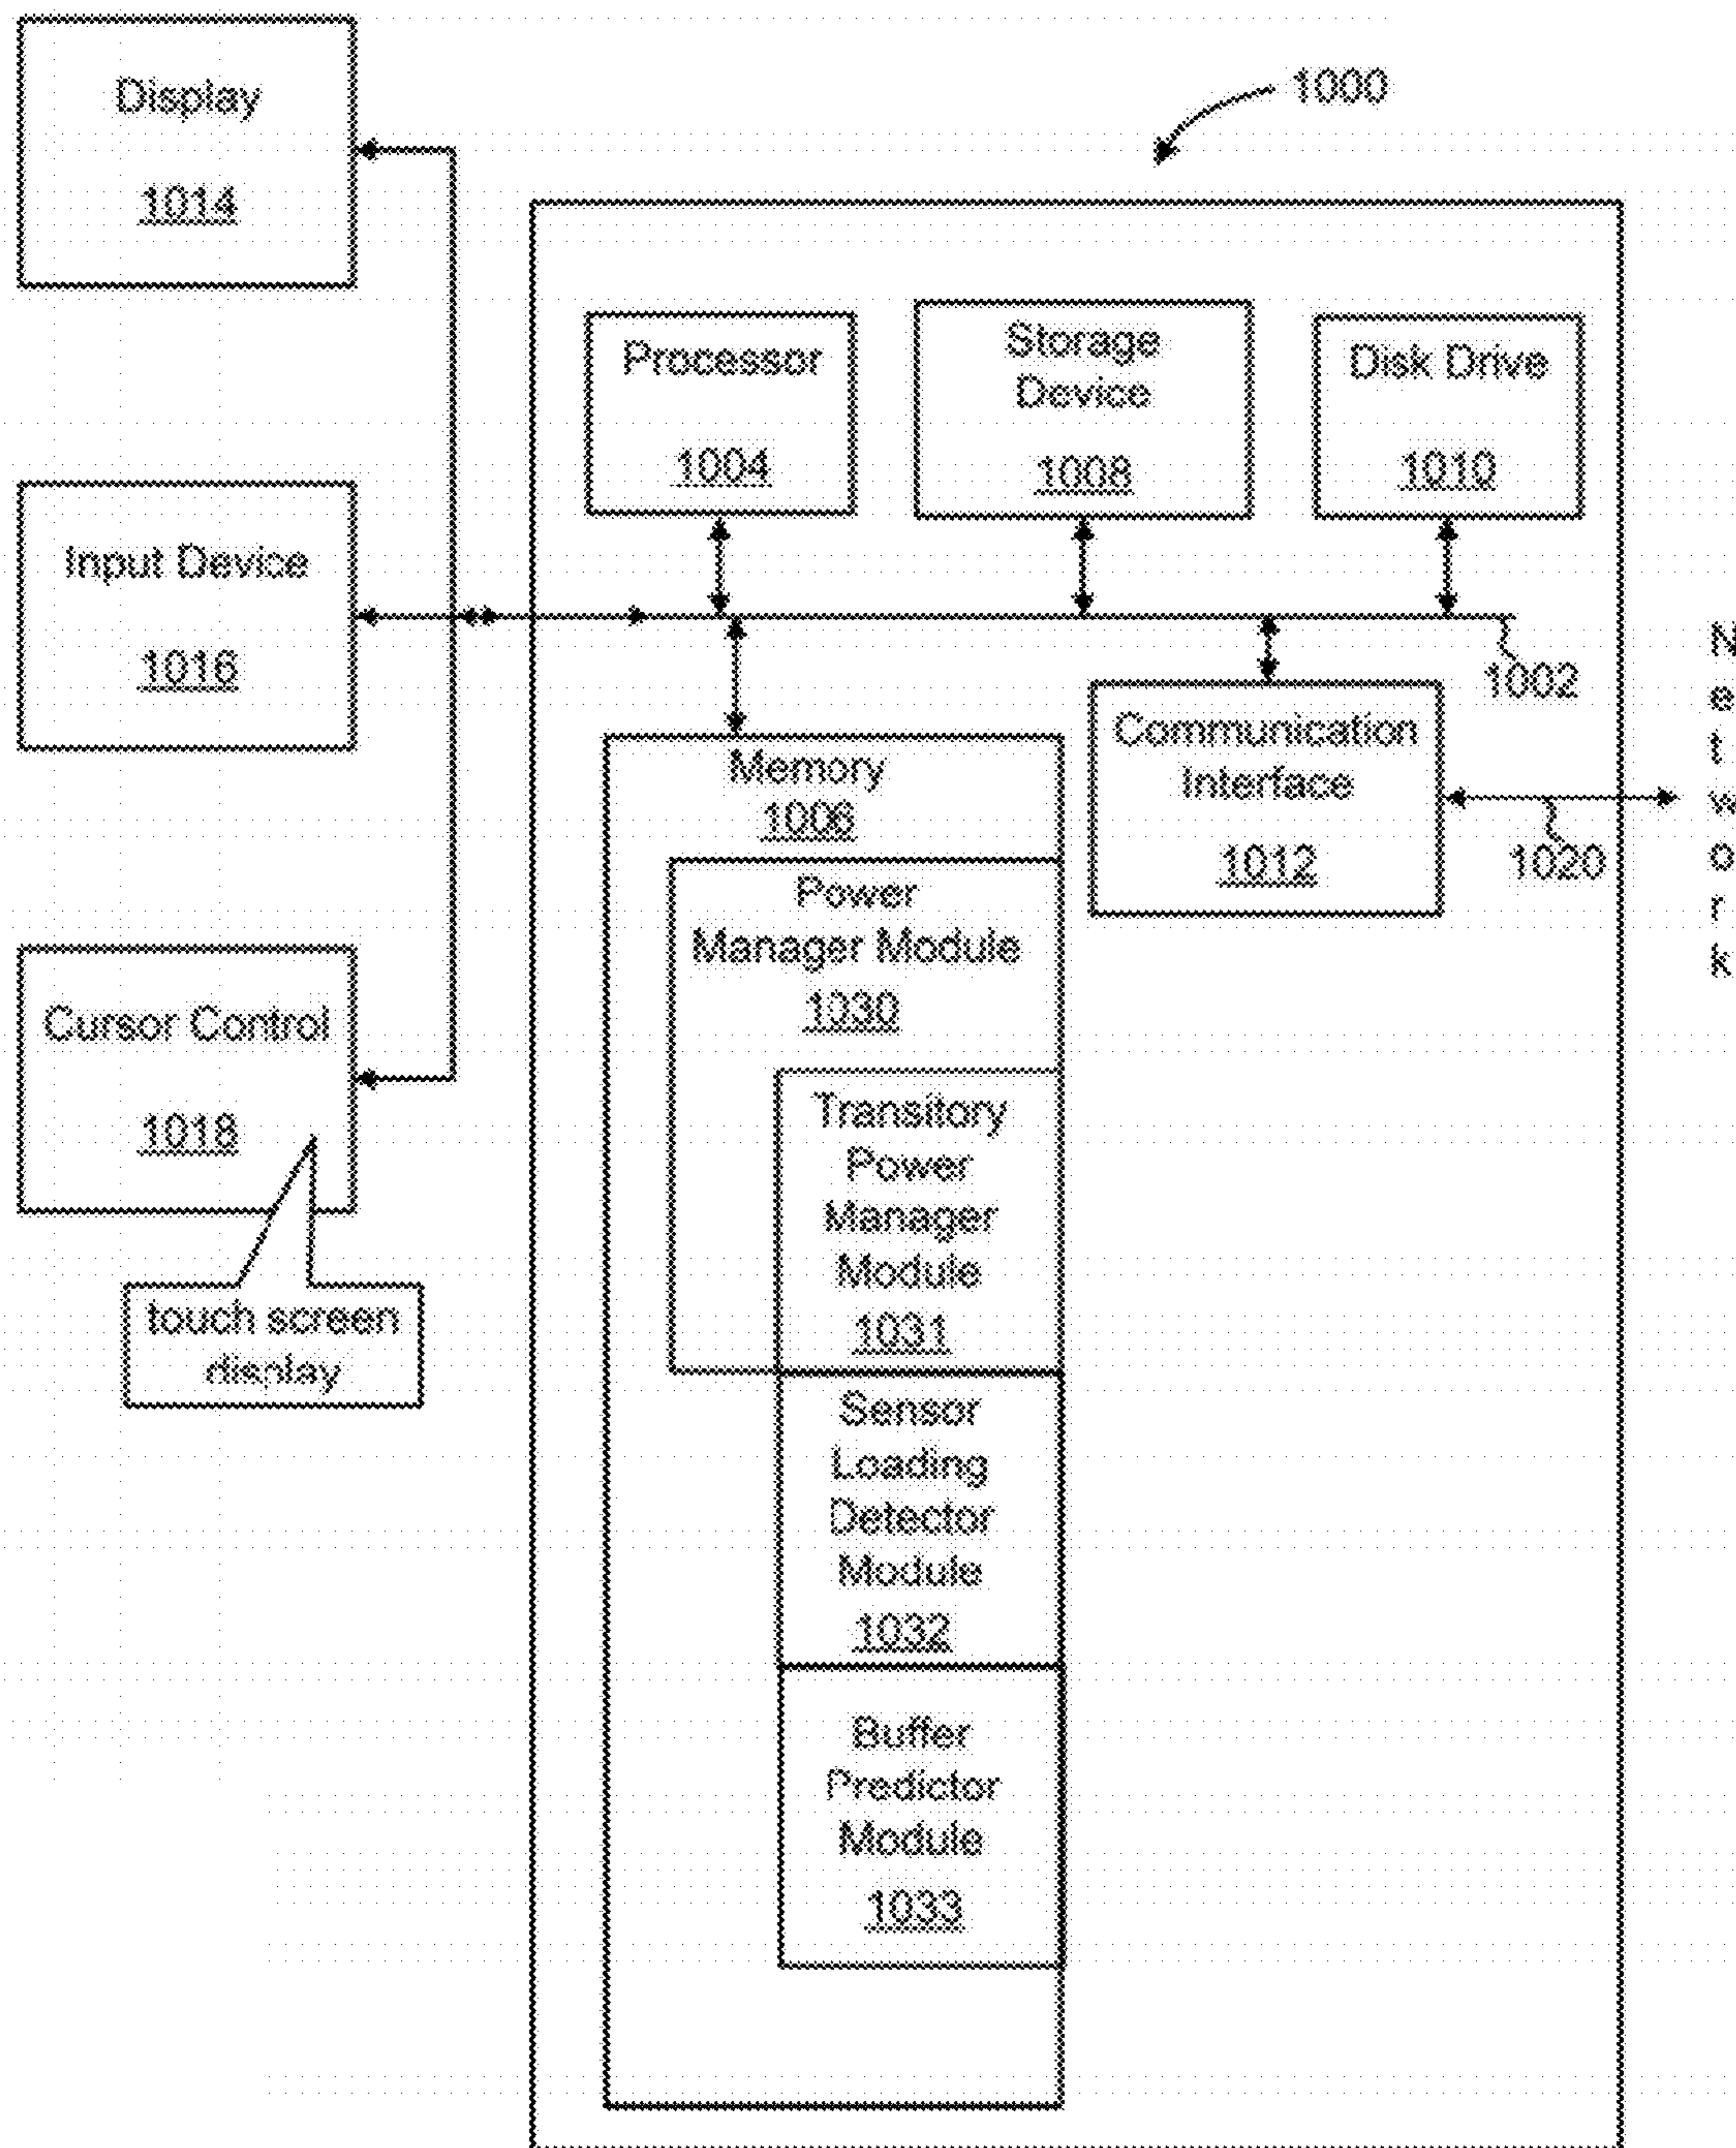 1000
Display
1014
Processor
1004
Storage
Device
1008
Disk Drive
1010
Input Device
1016
1002
Memory
1006
Communication
Interface
1012
1020
N
e
t
w
o
r
k
Power
Manager Module
1030
Cursor Control
1018
touch screen
display
Transitory
Power
Manager
Module
1031
Sensor
Loading
Detector
Module
1032
Buffer
Predictor
Module
1033